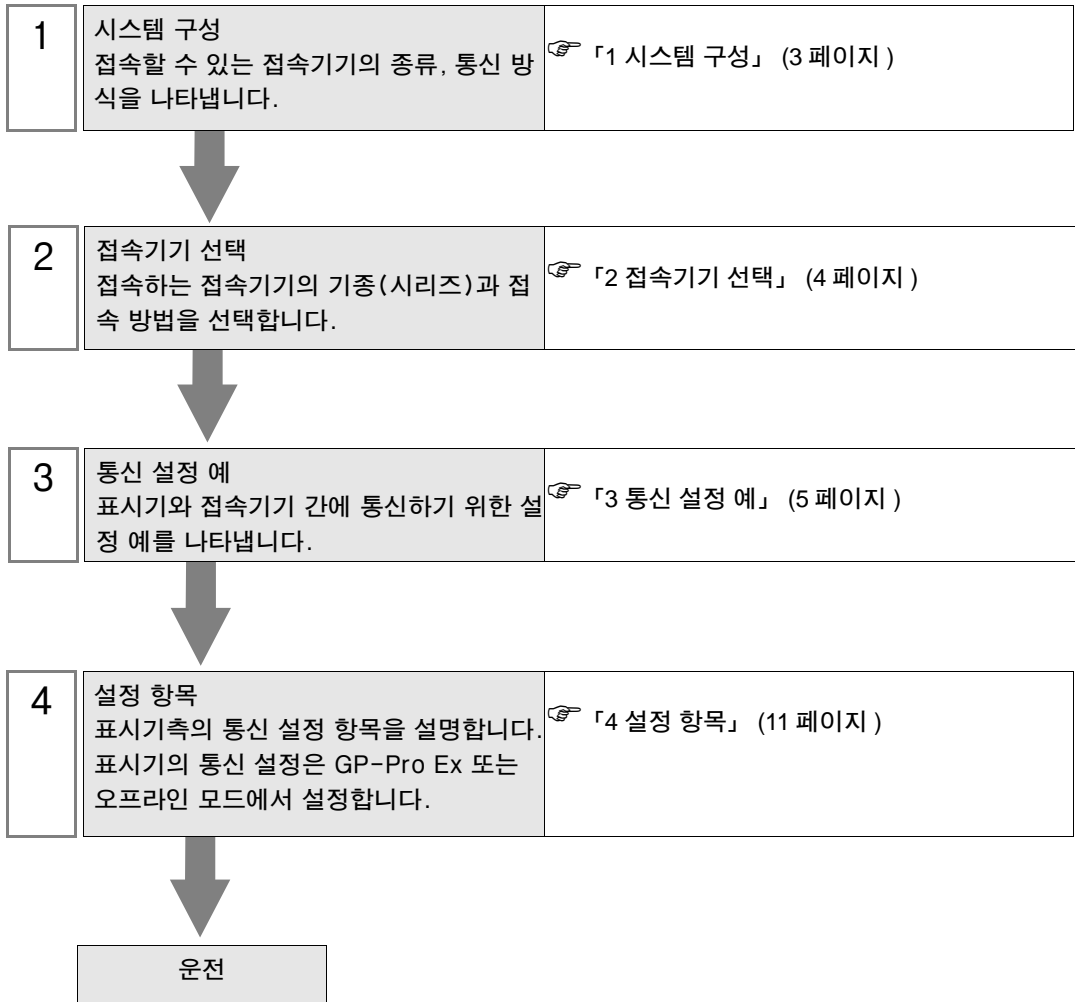 1
시스템 구성
접속할 수 있는 접속기기의 종류, 통신 방
식을 나타냅니다.
☞ 「1 시스템 구성」 (3 페이지 )
2
접속기기 선택
접속하는 접속기기의 기종(시리즈)과 접
속 방법을 선택합니다.
☞ 「2 접속기기 선택」 (4 페이지 )
3
통신 설정 예
표시기와 접속기기 간에 통신하기 위한 설
정 예를 나타냅니다.
☞ 「3 통신 설정 예」 (5 페이지 )
4
설정 항목
표시기측의 통신 설정 항목을 설명합니다.
표시기의 통신 설정은 GP-Pro Ex 또는
오프라인 모드에서 설정합니다.
☞ 「4 설정 항목」 (11 페이지 )
운전